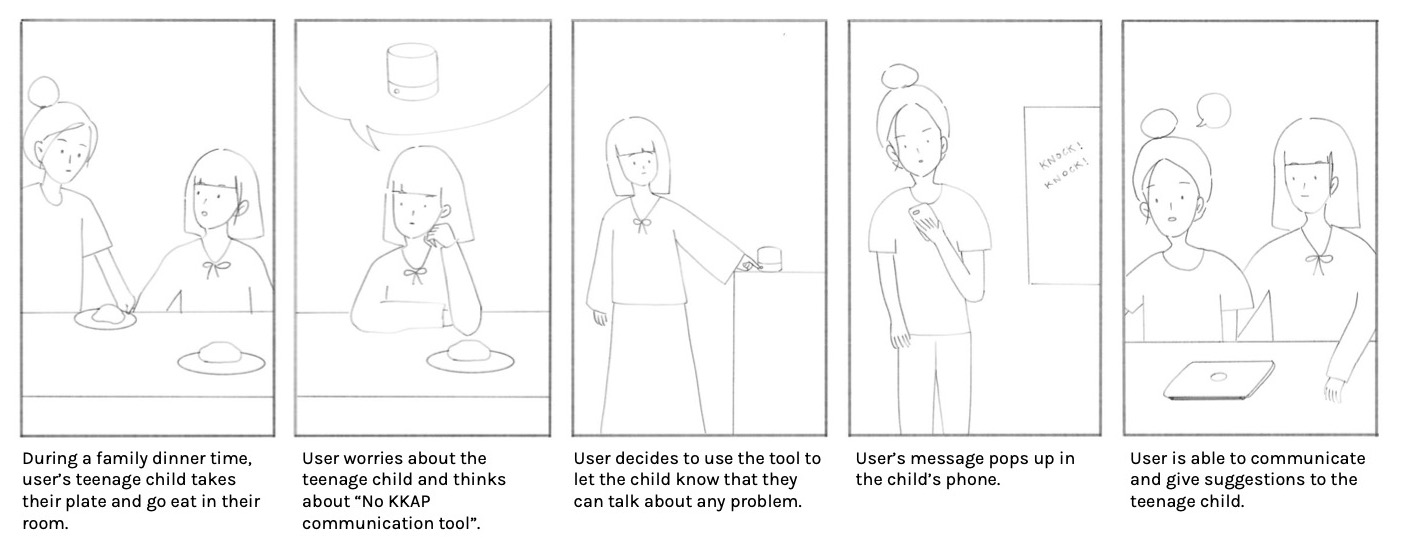 KNOCK!
KNOCK!
During a family dinner time,
user's teenage child takes
their plate and go eat in their
room.
User worries about the
teenage child and thinks
about “No KKAP
communication tool”.
User decides to use the tool to
let the child know that they
can talk about any problem.
User's message pops up in
the child's phone.
User is able to communicate
and give suggestions to the
teenage child.